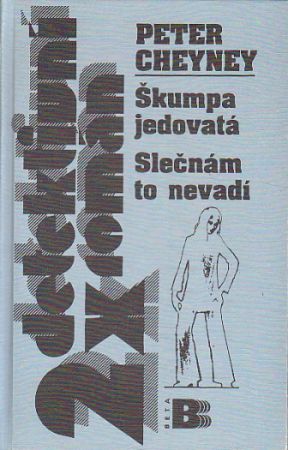 PETER
CHEYNEY
Škumpa
jedovatá
Slečnám
to nevadí
2x detektivní
román
BETA
B